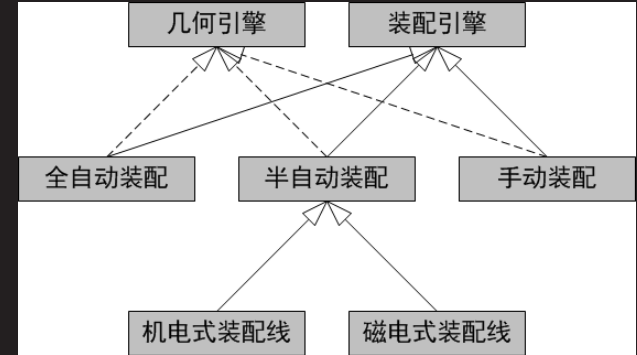 几何引擎
装配引擎
全自动装配
半自动装配
手动装配
机电式装配线
磁电式装配线